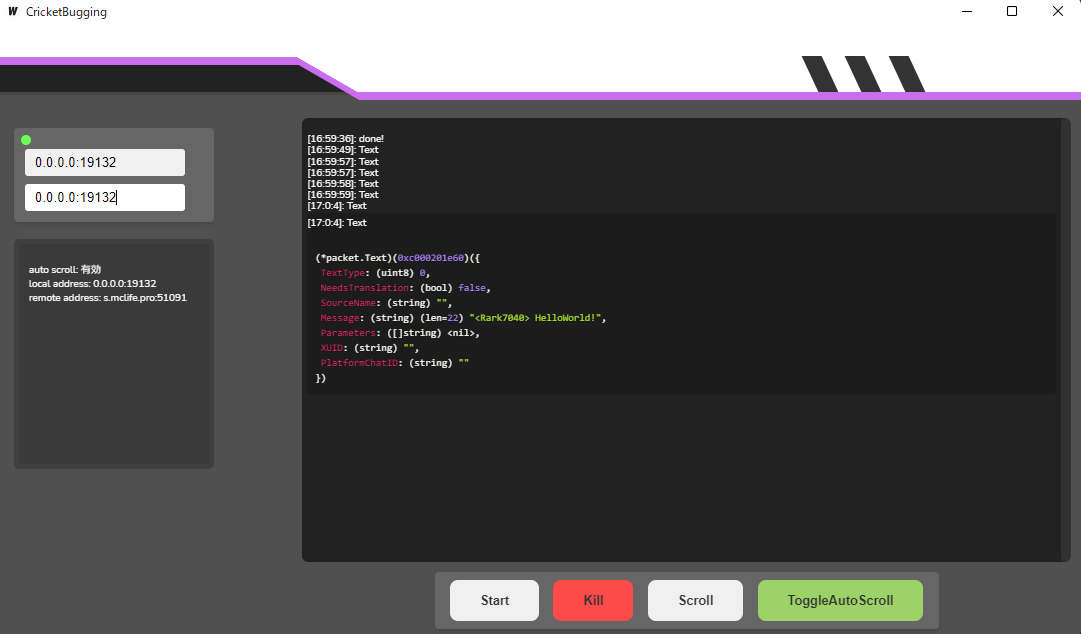 W CricketBugging
0.0.0.0:19132
0.0.0.0:19132
auto scroll: 有効
local address: 0.0.0.0:19132
remote address: s.mclife.pro:51091
[16:59:36]: done!
[16:59:49]: Text
[16:59:57]: Text
[16:59:57]: Text
[16:59:58]: Text
[16:59:59]: Text
[17:0:4]: Text
[17:0:4]: Text
(*packet.Text)(0xc000201e60)({
TextType: (uint8) 0,
NeedsTranslation: (bool) false,
SourceName: (string) "",
Message: (string) (len=22) "<Rark7040> HelloWorld!",
Parameters: ([]string) <nil>,
XUID: (string) "",
PlatformChatID: (string) ""
})
Start
Kill
Scroll
ToggleAutoScroll